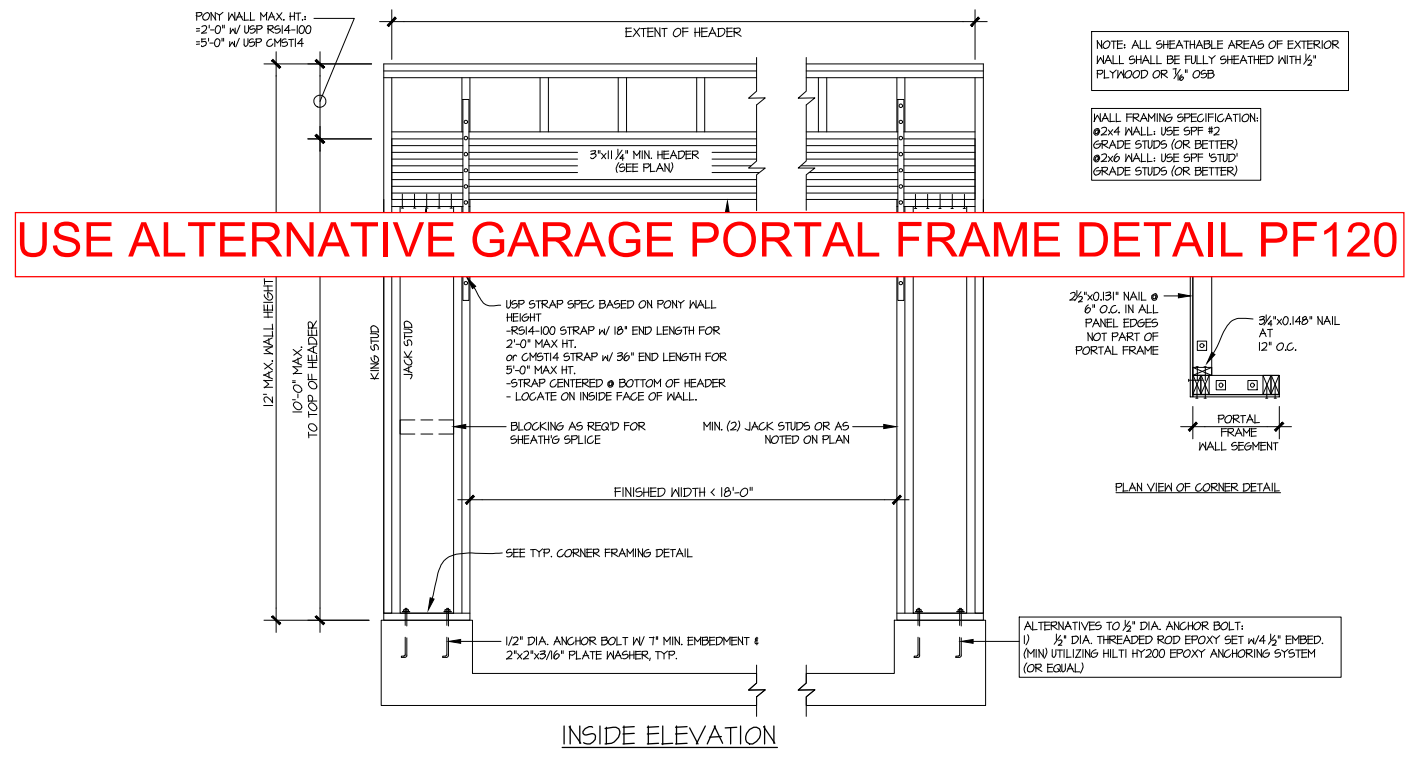 PONY WALL MAX. HT.:
=2'-0" W/ USP RS14-100
=5'-0" W/ USP CMST14
EXTENT OF HEADER
NOTE: ALL SHEATHABLE AREAS OF EXTERIOR
WALL SHALL BE FULLY SHEATHED WITH ½"
PLYWOOD OR 7/16" OSB
WALL FRAMING SPECIFICATION:
@2x4 WALL: USE SPF #2
GRADE STUDS (OR BETTER)
@2x6 WALL: USE SPF 'STUD'
GRADE STUDS (OR BETTER)
3"x11 ¼" MIN. HEADER
(SEE PLAN)
USE ALTERNATIVE GARAGE PORTAL FRAME DETAIL PF120
12' MAX. WALL HEIGHT
10'-0" MAX.
TO TOP OF HEADER
KING STUD
JACK STUD
USP STRAP SPEC BASED ON PONY WALL
HEIGHT
-RS14-100 STRAP w/ 18" END LENGTH FOR
2'-0" MAX HT.
or CMST14 STRAP w/ 36" END LENGTH FOR
5'-0" MAX HT.
-STRAP CENTERED @ BOTTOM OF HEADER
- LOCATE ON INSIDE FACE OF WALL.
BLOCKING AS REQ'D FOR
SHEATH'G SPLICE
MIN. (2) JACK STUDS OR AS
NOTED ON PLAN
FINISHED WIDTH < 18'-0"
SEE TYP. CORNER FRAMING DETAIL
1/2" DIA. ANCHOR BOLT W/ 7" MIN. EMBEDMENT &
2"x2"x3/16" PLATE WASHER, TYP.
2½"x0.131" NAIL @
6" O.C. IN ALL
PANEL EDGES
NOT PART OF
PORTAL FRAME
3¼"x0.148" NAIL
AT
12" O.C.
PORTAL
FRAME
WALL SEGMENT
PLAN VIEW OF CORNER DETAIL
ALTERNATIVES TO ½" DIA. ANCHOR BOLT:
1) ½" DIA. THREADED ROD EPOXY SET w/4 ½" EMBED.
(MIN) UTILIZING HILTI HY200 EPOXY ANCHORING SYSTEM
(OR EQUAL)
INSIDE ELEVATION